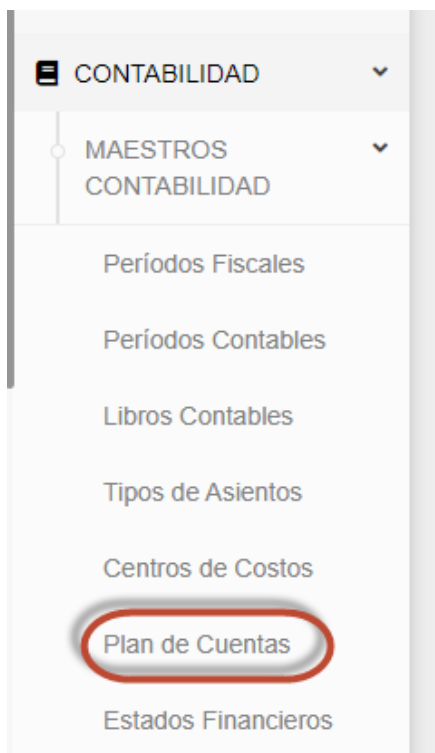 CONTABILIDAD
MAESTROS
CONTABILIDAD
Períodos Fiscales
Períodos Contables
Libros Contables
Tipos de Asientos
Centros de Costos
Plan de Cuentas
Estados Financieros